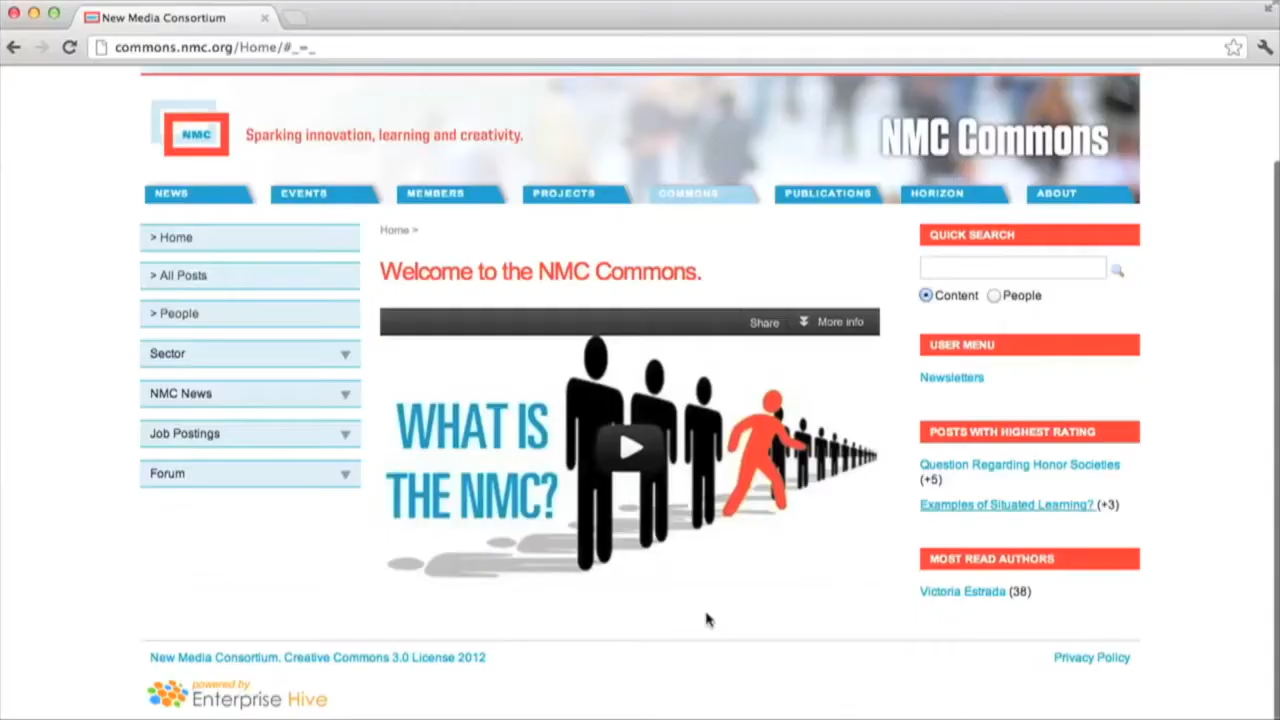 New Media Consortium
commons.nmc.org/Home/#_=_
NMC
Sparking innovation, learning and creativity.
NMC Commons
NEWS
EVENTS
MEMBERS
PROJECTS
COMMONS
PUBLICATIONS
HORIZON
ABOUT
> Home
> All Posts
> People
Sector
NMC News
Job Postings
Forum
Home >
Welcome to the NMC Commons.
Share
More info
WHAT IS
THE NMC?
QUICK SEARCH
Content
People
USER MENU
Newsletters
POSTS WITH HIGHEST RATING
Question Regarding Honor Societies
(+5)
Examples of Situated Learning? (+3)
MOST READ AUTHORS
Victoria Estrada (38)
New Media Consortium. Creative Commons 3.0 License 2012
Privacy Policy
powered by
Enterprise Hive